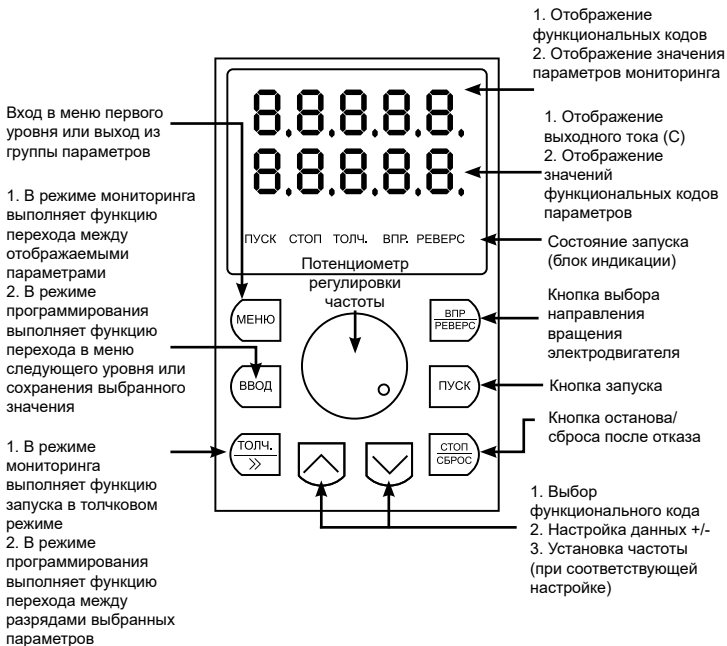 1. Отображение
функциональных кодов
2. Отображение значения
параметров мониторинга
Вход в меню первого
уровня или выход из
группы параметров
1. Отображение
выходного тока (С)
2. Отображение
значений
функциональных кодов
параметров
8.8.8.8.8.
8.8.8.8.8.
ПУСК СТОП ТОЛЧ. ВПР. РЕВЕРС
Состояние запуска
(блок индикации)
1. В режиме мониторинга
выполняет функцию
перехода между
отображаемыми
параметрами
2. В режиме
программирования
выполняет функцию
перехода в меню
следующего уровня или
сохранения выбранного
значения
Потенциометр
регулировки
частоты
МЕНЮ
ВПР
РЕВЕРС
Кнопка выбора
направления
вращения
электродвигателя
ВВОД
ПУСК
Кнопка запуска
ТОЛЧ.
>>
СТОП
СБРОС
Кнопка останова/
сброса после отказа
1. В режиме
мониторинга
выполняет функцию
запуска в толчковом
режиме
2. В режиме
программирования
выполняет функцию
перехода между
разрядами выбранных
параметров
1. Выбор
функционального кода
2. Настройка данных +/-
3. Установка частоты
(при соответствующей
настройке)